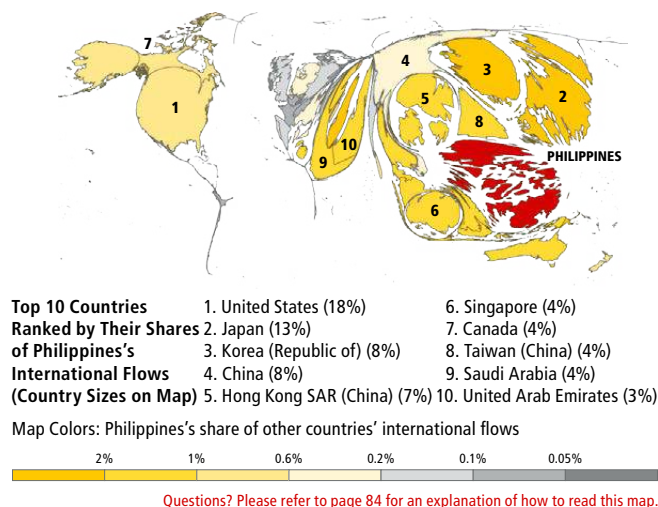 7
4
3
1
5
2
8
10
PHILIPPINES
9
6
Top 10 Countries
Ranked by Their Shares
of Philippines's
International Flows
(Country Sizes on Map)
1. United States (18%)
2. Japan (13%)
3. Korea (Republic of) (8%)
4. China (8%)
5. Hong Kong SAR (China) (7%)
6. Singapore (4%)
7. Canada (4%)
8. Taiwan (China) (4%)
9. Saudi Arabia (4%)
10. United Arab Emirates (3%)
Map Colors: Philippines's share of other countries' international flows
2% 1% 0.6% 0.2% 0.1% 0.05%
Questions? Please refer to page 84 for an explanation of how to read this map.